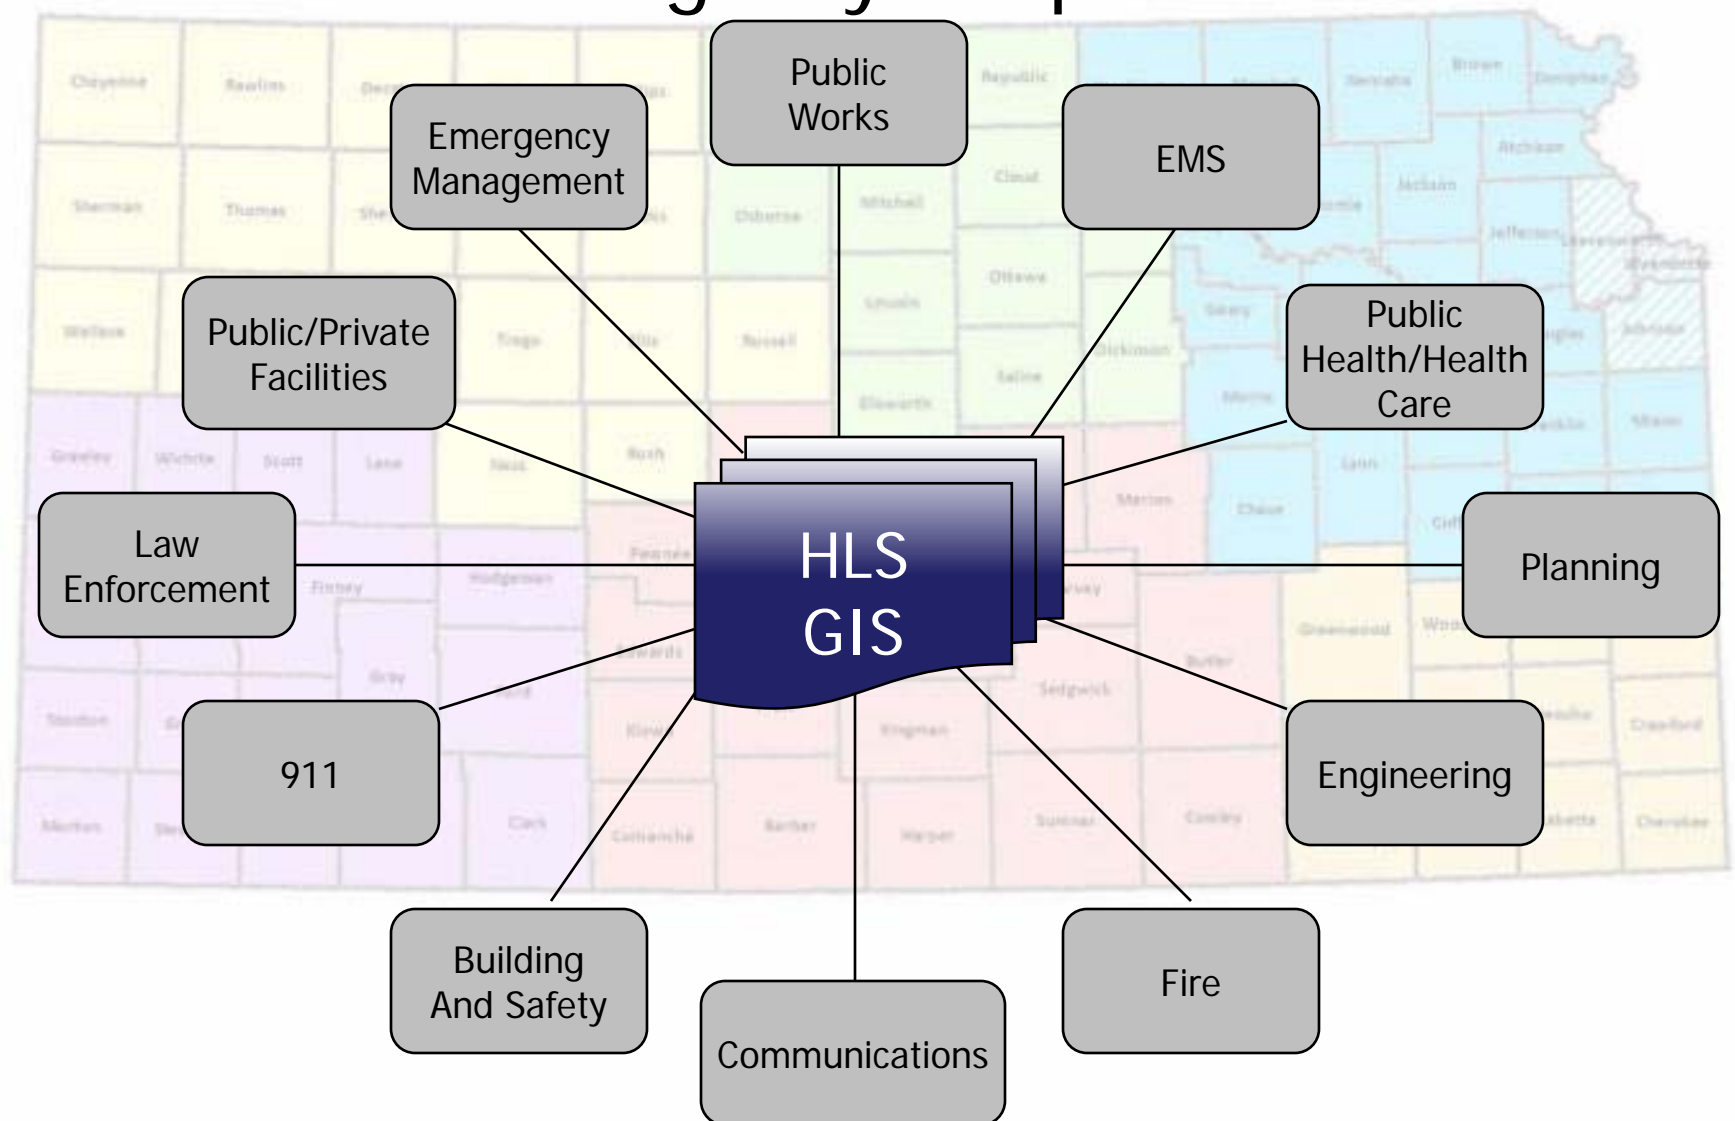 Public
Works
Emergency
Management
EMS
Public/Private
Facilities
Public
Health/Health
Care
Law
Enforcement
HLS
GIS
Planning
911
Engineering
Building
And Safety
Fire
Communications
Cheyenne
Rawlins
Republic
Nemaha
Brown
Doniphan
Atchison
Sherman
Thomas
Osborne
Mitchell
Cloud
Jackson
Jefferson
Leavenworth
Wyandotte
Wallace
Trego
Ellis
Russell
Lincoln
Ottawa
Saline
Dickinson
Geary
Johnson
Ellsworth
Morris
Miami
Greeley
Wichita
Scott
Lane
Ness
Rush
Marion
Chase
Lyon
Finney
Hodgeman
Pawnee
Edwards
Greenwood
Gray
Ford
Stanton
Kiowa
Kingman
Sedgwick
Butler
Crawford
Morton
Clark
Comanche
Barber
Harper
Sumner
Cowley
Cherokee